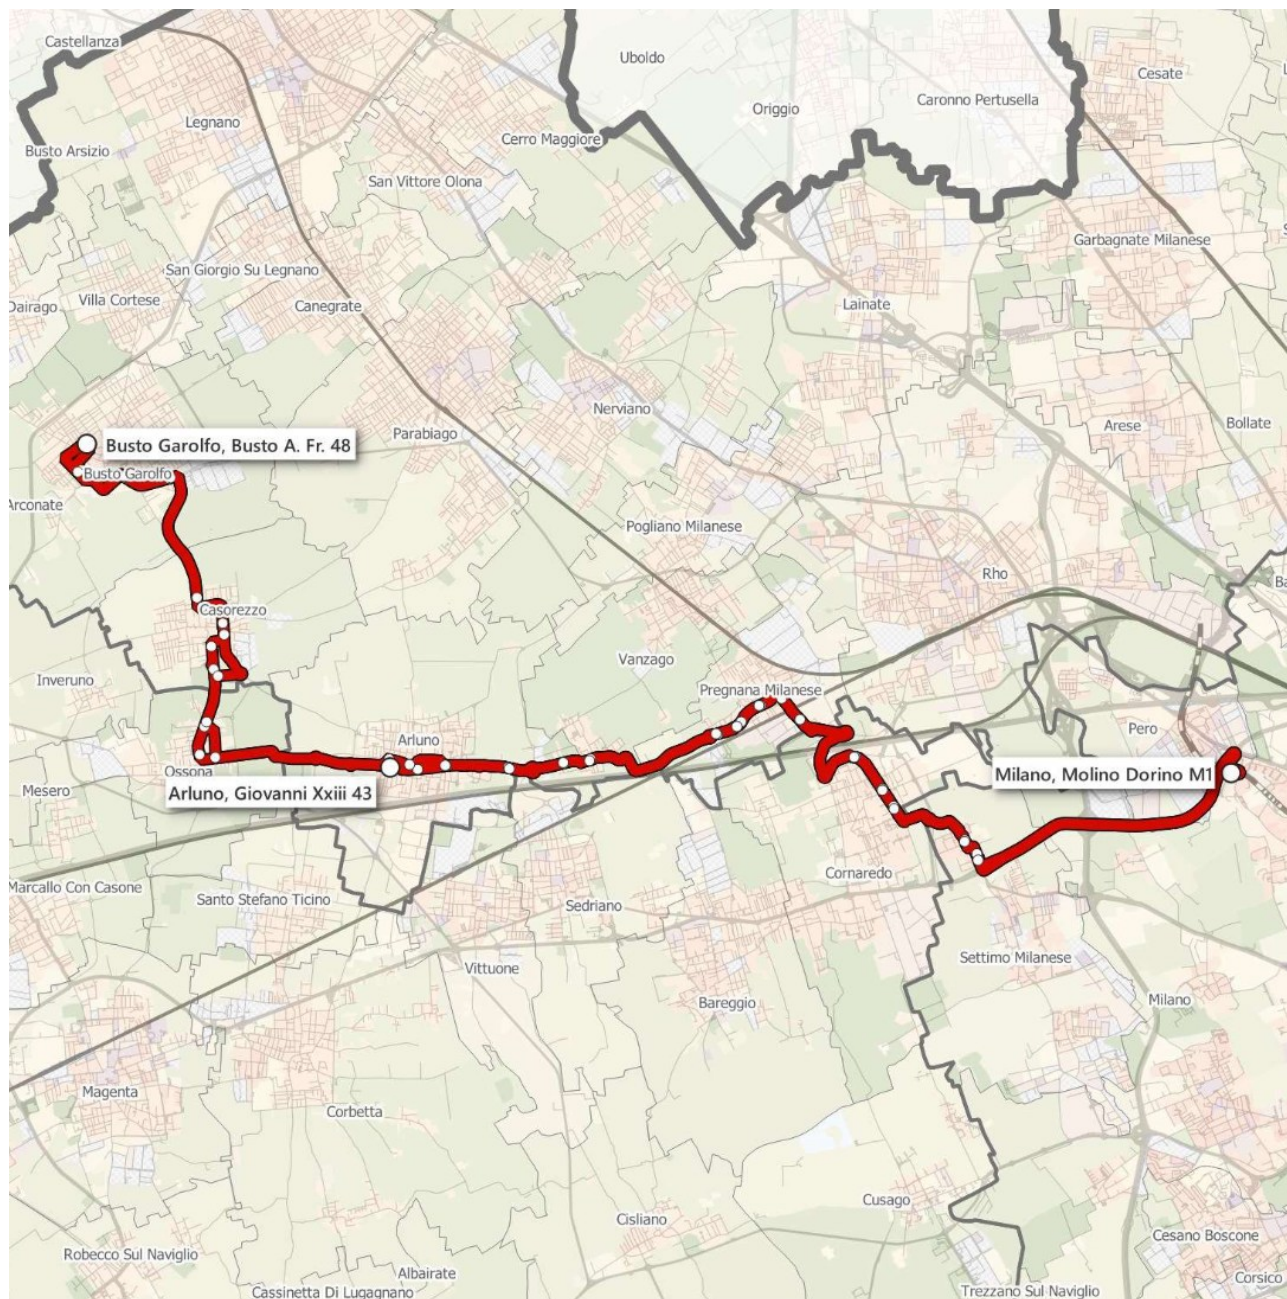 Castellanza
Uboldo
Cesate
Origgio
Caronno Pertusella
Legnano
Cerro Maggiore
Busto Arsizio
San Vittore Olona
Garbagnate Milanese
San Giorgio Su Legnano
Villa Cortese
Dairago
Canegrate
Lainate
Nerviano
Bollate
Arese
Parabiago
Busto Garolfo, Busto A. Fr. 48
Busto Garolfo
Arconate
Pogliano Milanese
Rho
Casorezzo
Vanzago
Inveruno
Pregnana Milanese
Pero
Arluno
Ossona
Milano, Molino Dorino M1
Mesero
Arluno, Giovanni Xxiii 43
Cornaredo
Marcallo Con Casone
Santo Stefano Ticino
Sedriano
Settimo Milanese
Vittuone
Bareggio
Milano
Magenta
Corbetta
Cusago
Cisliano
Cesano Boscone
Robecco Sul Naviglio
Albairate
Corsico
Cassinetta Di Lugagnano
Trezzano Sul Naviglio